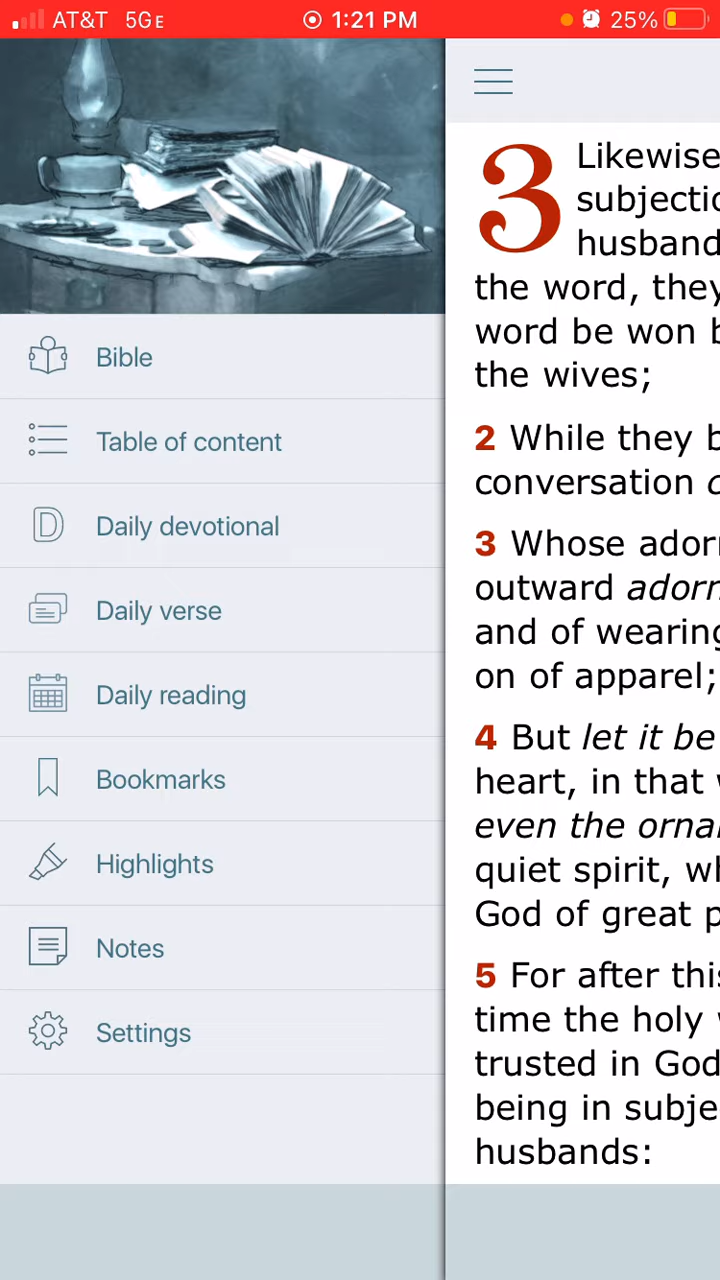 AT&T 5GE 1:21 PM 25%
Bible
Table of content
Daily devotional
Daily verse
Daily reading
Bookmarks
Highlights
Notes
Settings
3 Likewise
subjectio
husband
the word, they
word be won b
the wives;
2 While they b
conversation c
3 Whose ador
outward adorn
and of wearing
on of apparel;
4 But let it be
heart, in that w
even the orna
quiet spirit, wh
God of great p
5 For after this
time the holy w
trusted in God
being in subje
husbands: